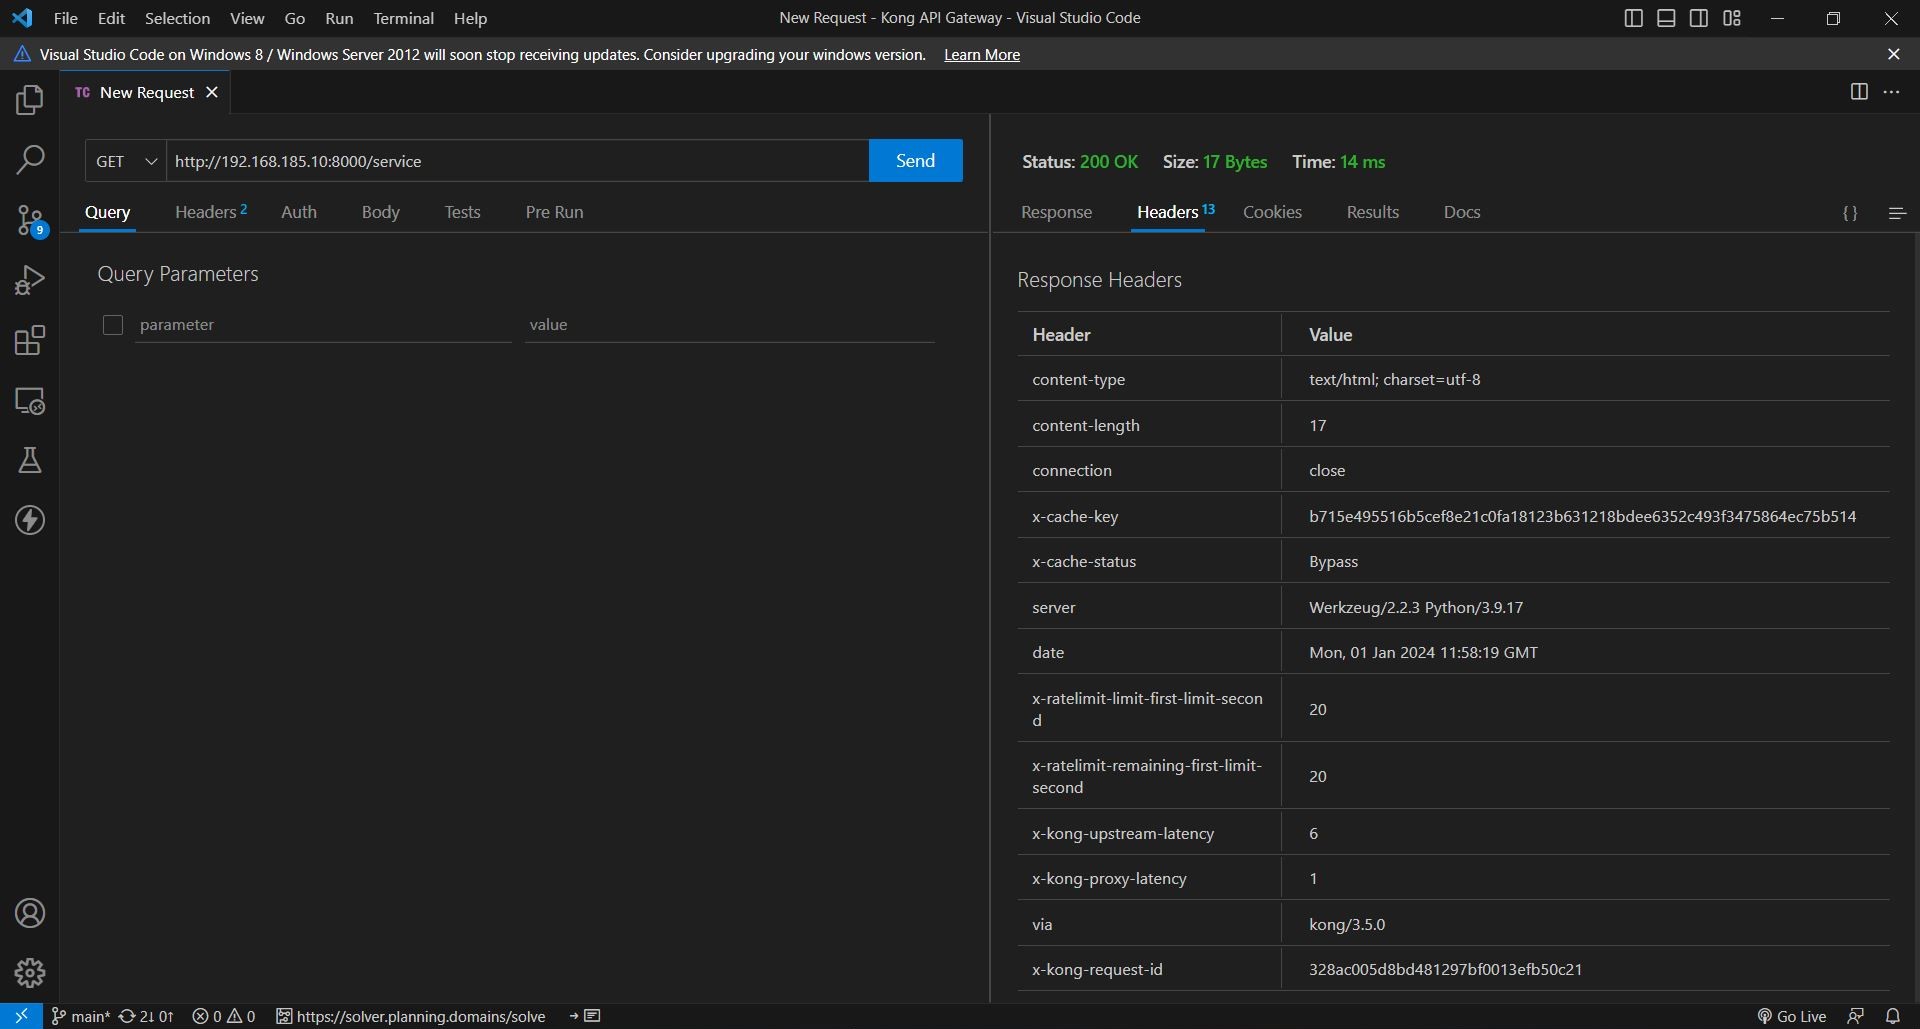 File Edit Selection View Go Run Terminal Help
New Request - Kong API Gateway - Visual Studio Code
Visual Studio Code on Windows 8 / Windows Server 2012 will soon stop receiving updates. Consider upgrading your windows version. Learn More
TC New Request
GET http://192.168.185.10:8000/service Send
Query Headers 2 Auth Body Tests Pre Run
Query Parameters
parameter value
9
Status: 200 OK Size: 17 Bytes Time: 14 ms
Response Headers 13 Cookies Results Docs { }
Response Headers
Header Value
content-type text/html; charset=utf-8
content-length 17
connection close
x-cache-key b715e495516b5cef8e21c0fa18123b631218bdee6352c493f3475864ec75b514
x-cache-status Bypass
server Werkzeug/2.2.3 Python/3.9.17
date Mon, 01 Jan 2024 11:58:19 GMT
x-ratelimit-limit-first-limit-secon
d
20
x-ratelimit-remaining-first-limit-
second
20
x-kong-upstream-latency 6
x-kong-proxy-latency 1
via kong/3.5.0
x-kong-request-id 328ac005d8bd481297bf0013efb50c21
main* 2↓ 0↑ 0 0 https://solver.planning.domains/solve Go Live